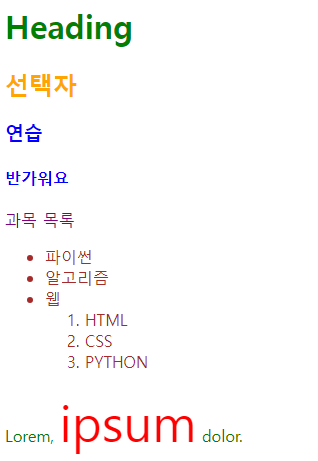 Heading
선택자
연습
반가워요
과목 목록
파이썬
알고리즘
웹
1. HTML
2. CSS
3. PYTHON
Lorem, ipsum dolor.